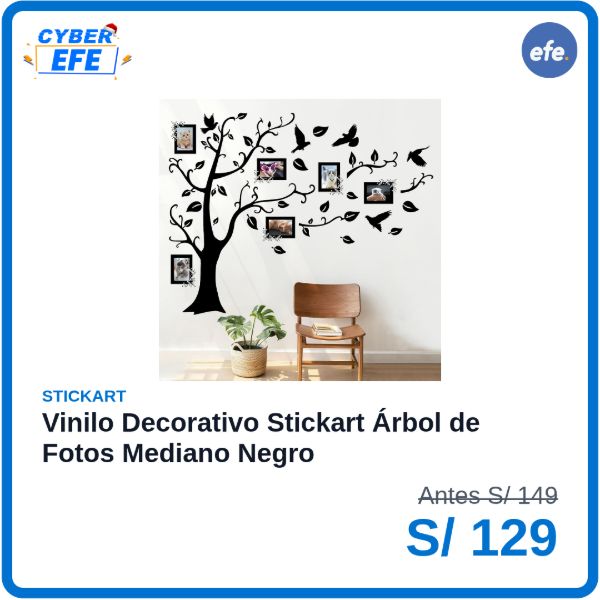 CYBER
EFE
efe.
STICKART
Vinilo Decorativo Stickart Árbol de
Fotos Mediano Negro
Antes S/ 149
S/ 129